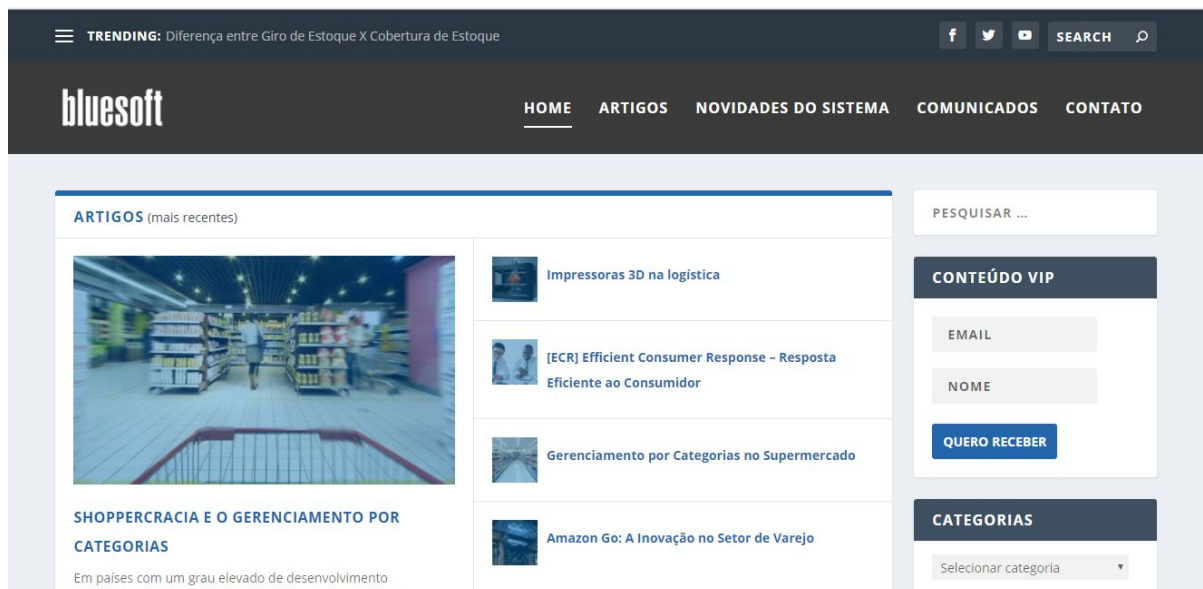 TRENDING: Diferença entre Giro de Estoque X Cobertura de Estoque
SEARCH
bluesoft
HOME ARTIGOS NOVIDADES DO SISTEMA COMUNICADOS CONTATO
ARTIGOS (mais recentes)
SHOPPERCRACIA E O GERENCIAMENTO POR
CATEGORIAS
Em países com um grau elevado de desenvolvimento
Impressoras 3D na logística
[ECR] Efficient Consumer Response – Resposta
Eficiente ao Consumidor
Gerenciamento por Categorias no Supermercado
Amazon Go: A Inovação no Setor de Varejo
PESQUISAR ...
CONTEÚDO VIP
EMAIL
NOME
QUERO RECEBER
CATEGORIAS
Selecionar categoria